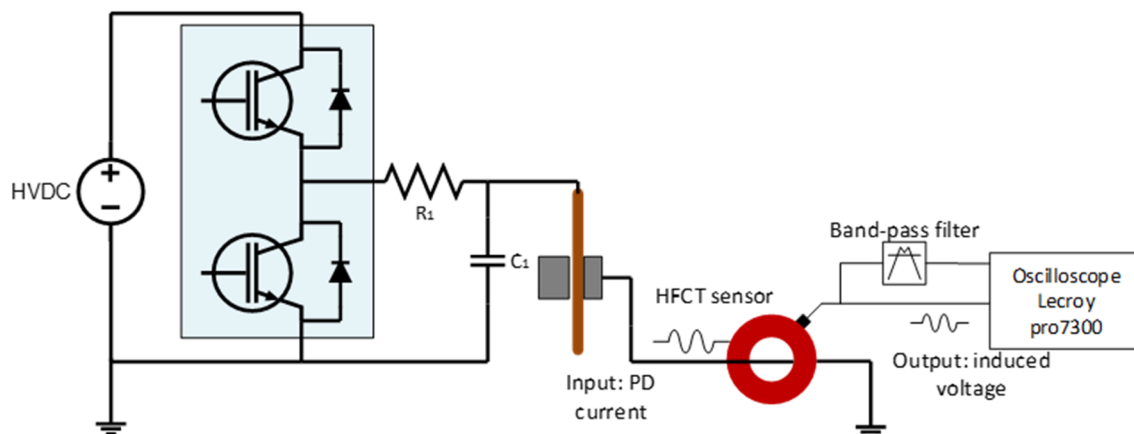 HVDC
R1
C1
Input: PD
current
HFCT sensor
Band-pass filter
Output: induced
voltage
Oscilloscope
Lecroy
pro7300